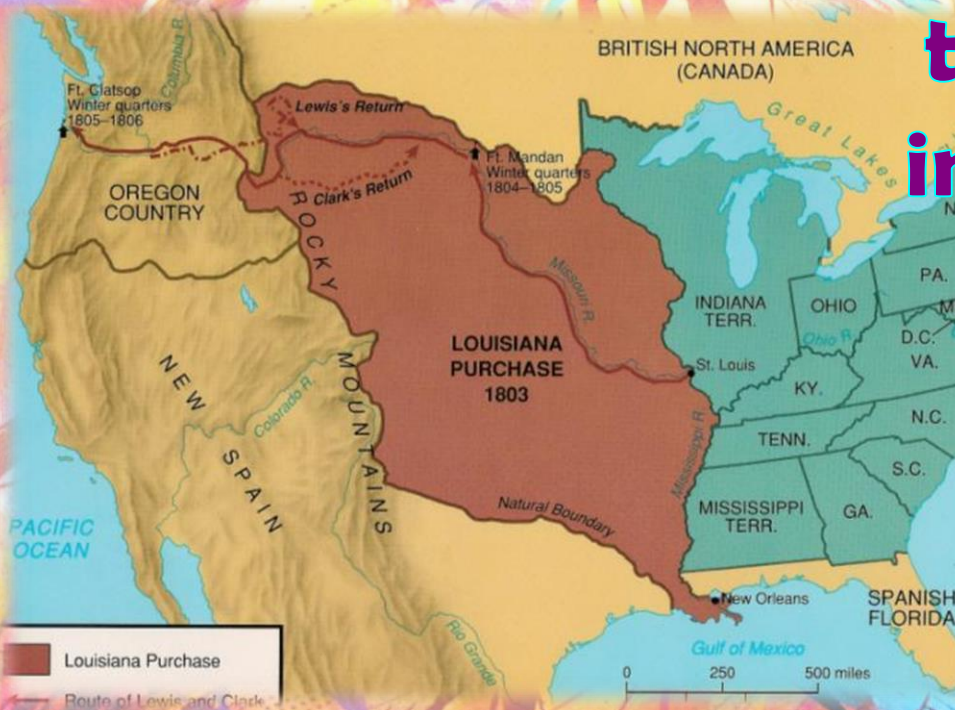 BRITISH NORTH AMERICA
(CANADA)
Columbia R.
Ft. Clatsop
Winter quarters
1805–1806
Lewis's Return
Great Lakes
Ft. Mandan
Winter quarters
1804–1805
Clark's Return
OREGON
COUNTRY
ROCKY
MOUNTAINS
Missouri R.
PA.
INDIANA
TERR.
OHIO
Ohio R.
D.C.
VA.
LOUISIANA
PURCHASE
1803
St. Louis
KY.
NEW
SPAIN
Colorado R.
Mississippi R.
TENN.
N.C.
S.C.
Natural Boundary
MISSISSIPPI
TERR.
GA.
PACIFIC
OCEAN
New Orleans
SPANISH
FLORIDA
Rio Grande
Gulf of Mexico
0 250 500 miles
Louisiana Purchase
Route of Lewis and Clark